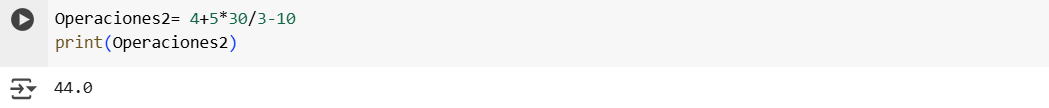 Operaciones2= 4+5*30/3-10
print(Operaciones2)
44.0